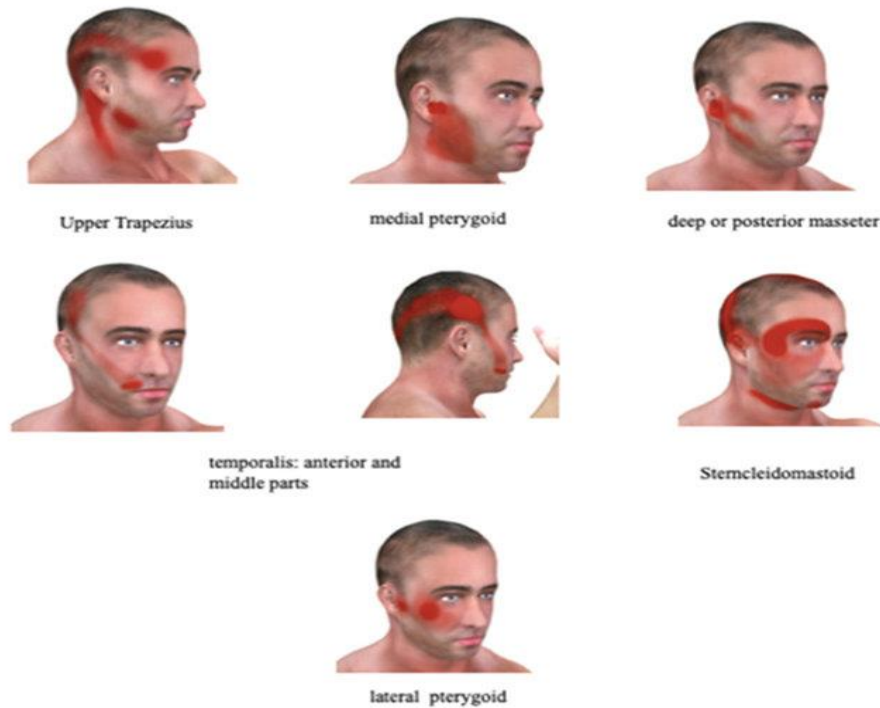 Upper Trapezius
medial pterygoid
deep or posterior masseter
temporalis: anterior and
middle parts
Sterncleidomastoid
lateral pterygoid